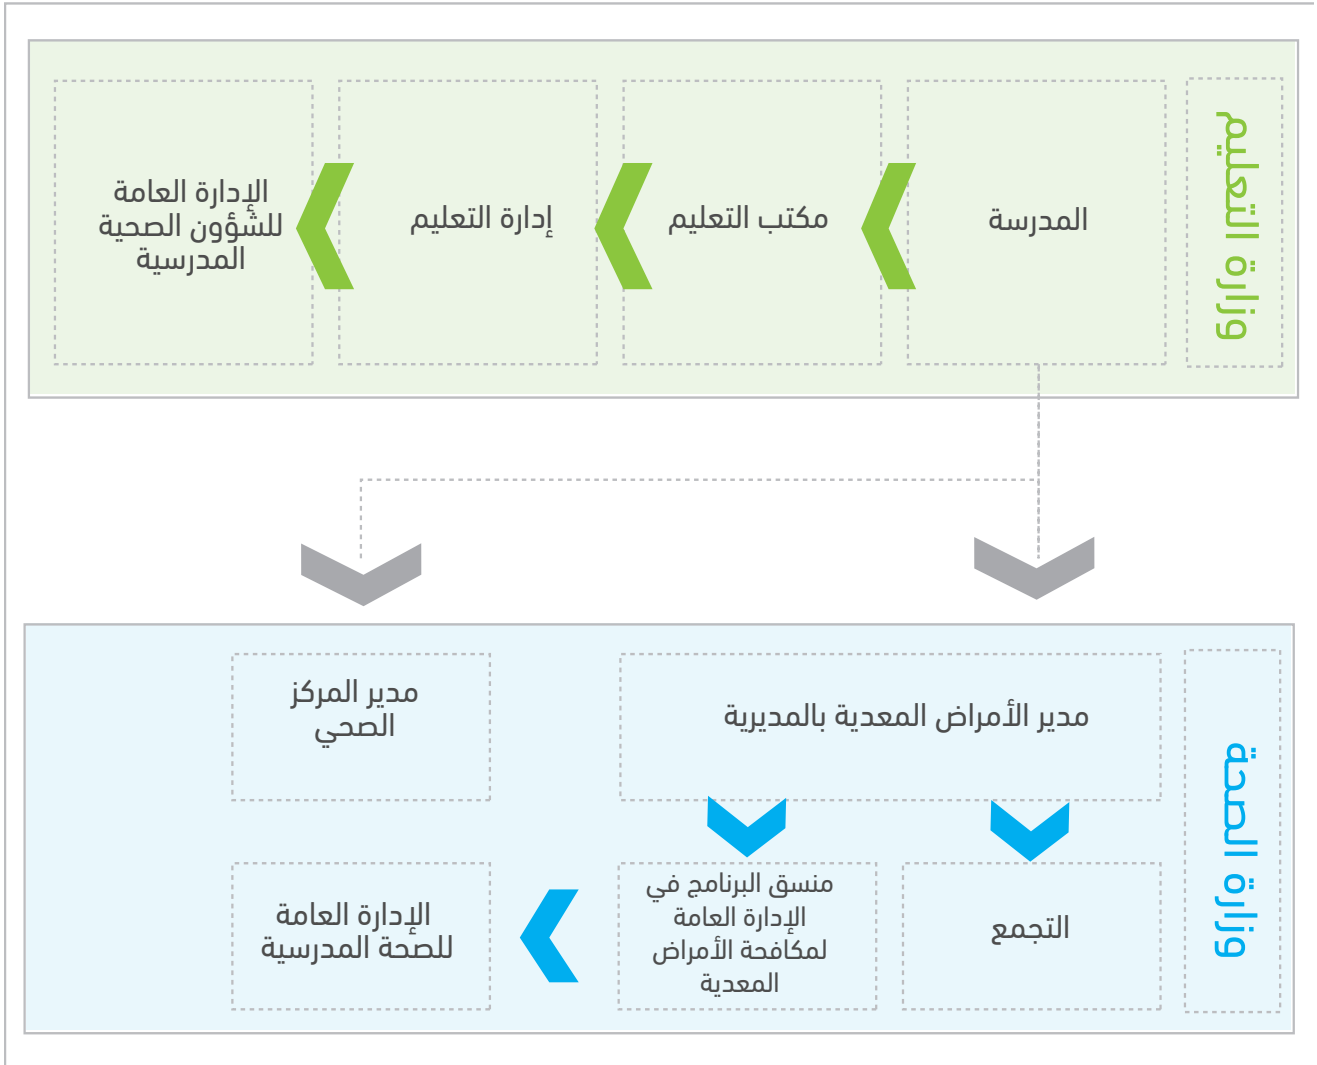 وزارة التعليم
المدرسة
مكتب التعليم
إدارة التعليم
الإدارة العامة
للشؤون الصحية
المدرسية
وزارة الصحة
مدير الأمراض المعدية بالمديرية
مدير المركز
الصحي
التجمع
منسق البرنامج في
الإدارة العامة
لمكافحة الأمراض
المعدية
الإدارة العامة
للصحة المدرسية